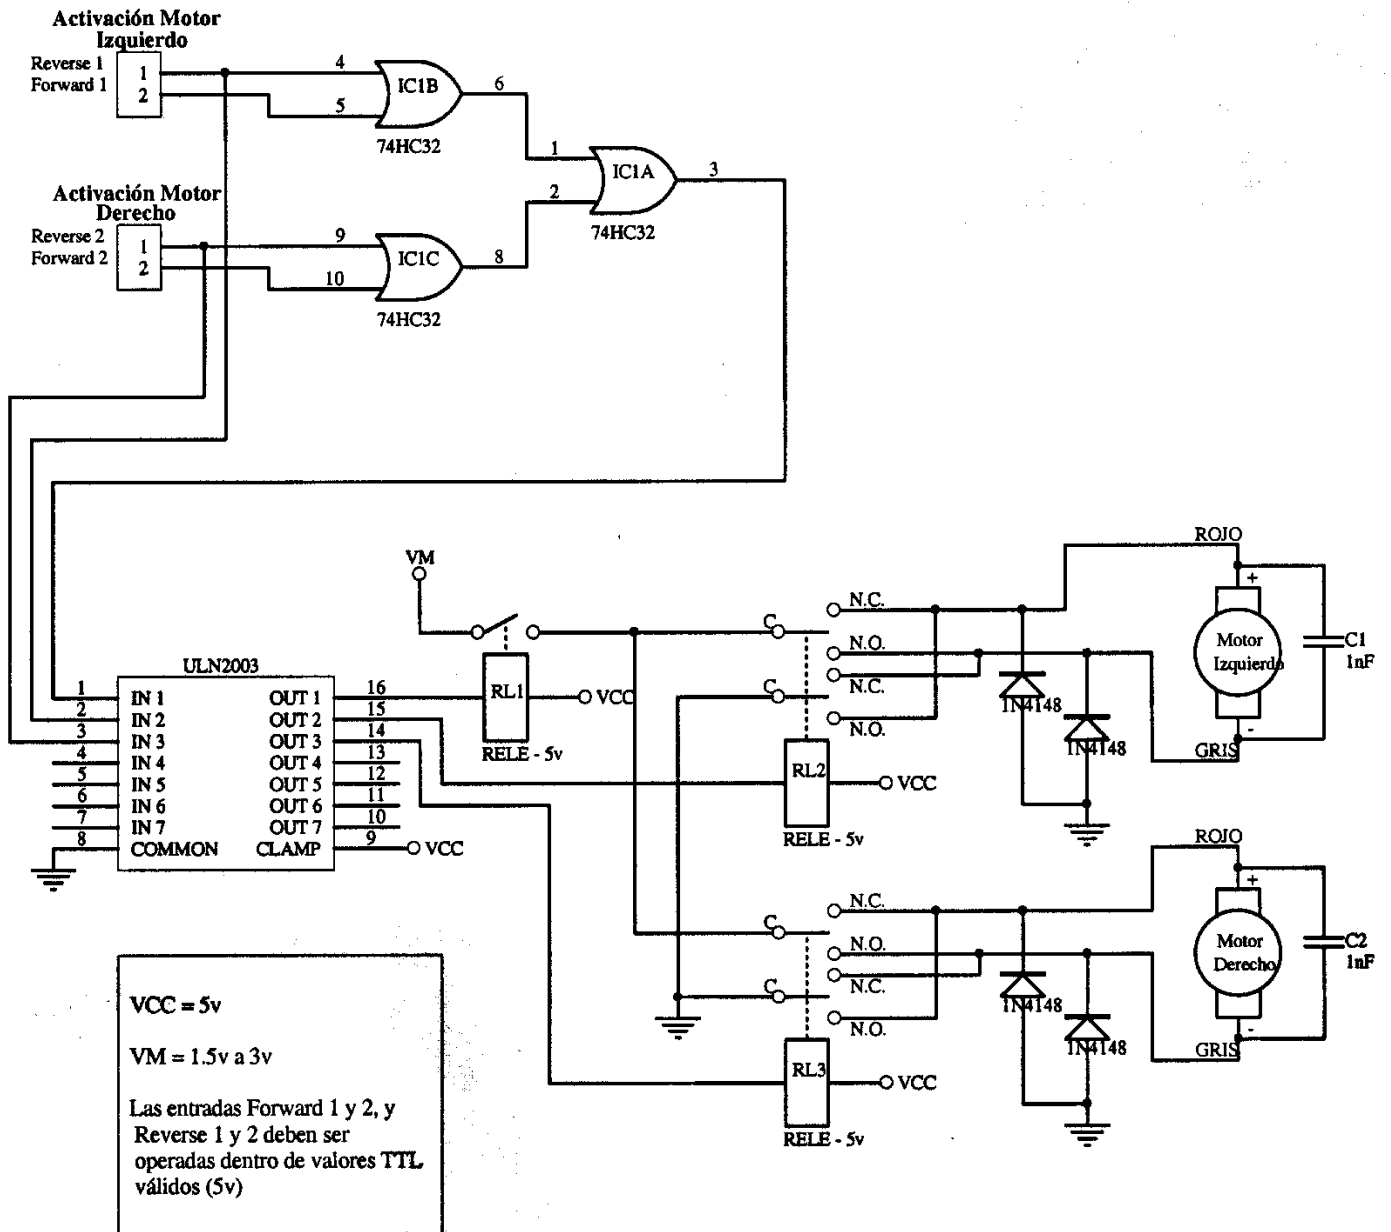 Activación Motor
Izquierdo
Reverse 1
Forward 1
1
2
4
5
IC1B
6
74HC32
1
2
IC1A
3
74HC32
Activación Motor
Derecho
Reverse 2
Forward 2
1
2
9
10
IC1C
8
74HC32
VM
RL1
VCC
RELE - 5v
ULN2003
1 IN 1 OUT 1 16
2 IN 2 OUT 2 15
3 IN 3 OUT 3 14
4 IN 4 OUT 4 13
5 IN 5 OUT 5 12
6 IN 6 OUT 6 11
7 IN 7 OUT 7 10
8 COMMON CLAMP 9
VCC
C
N.C.
N.O.
C
N.C.
N.O.
RL2
VCC
RELE - 5v
1N4148
1N4148
ROJO
+
Motor
Izquierdo
-
GRIS
C1
1nF
C
N.C.
N.O.
C
N.C.
N.O.
RL3
VCC
RELE - 5v
1N4148
1N4148
ROJO
+
Motor
Derecho
-
GRIS
C2
1nF
VCC = 5v
VM = 1.5v a 3v
Las entradas Forward 1 y 2, y
Reverse 1 y 2 deben ser
operadas dentro de valores TTL
válidos (5v)